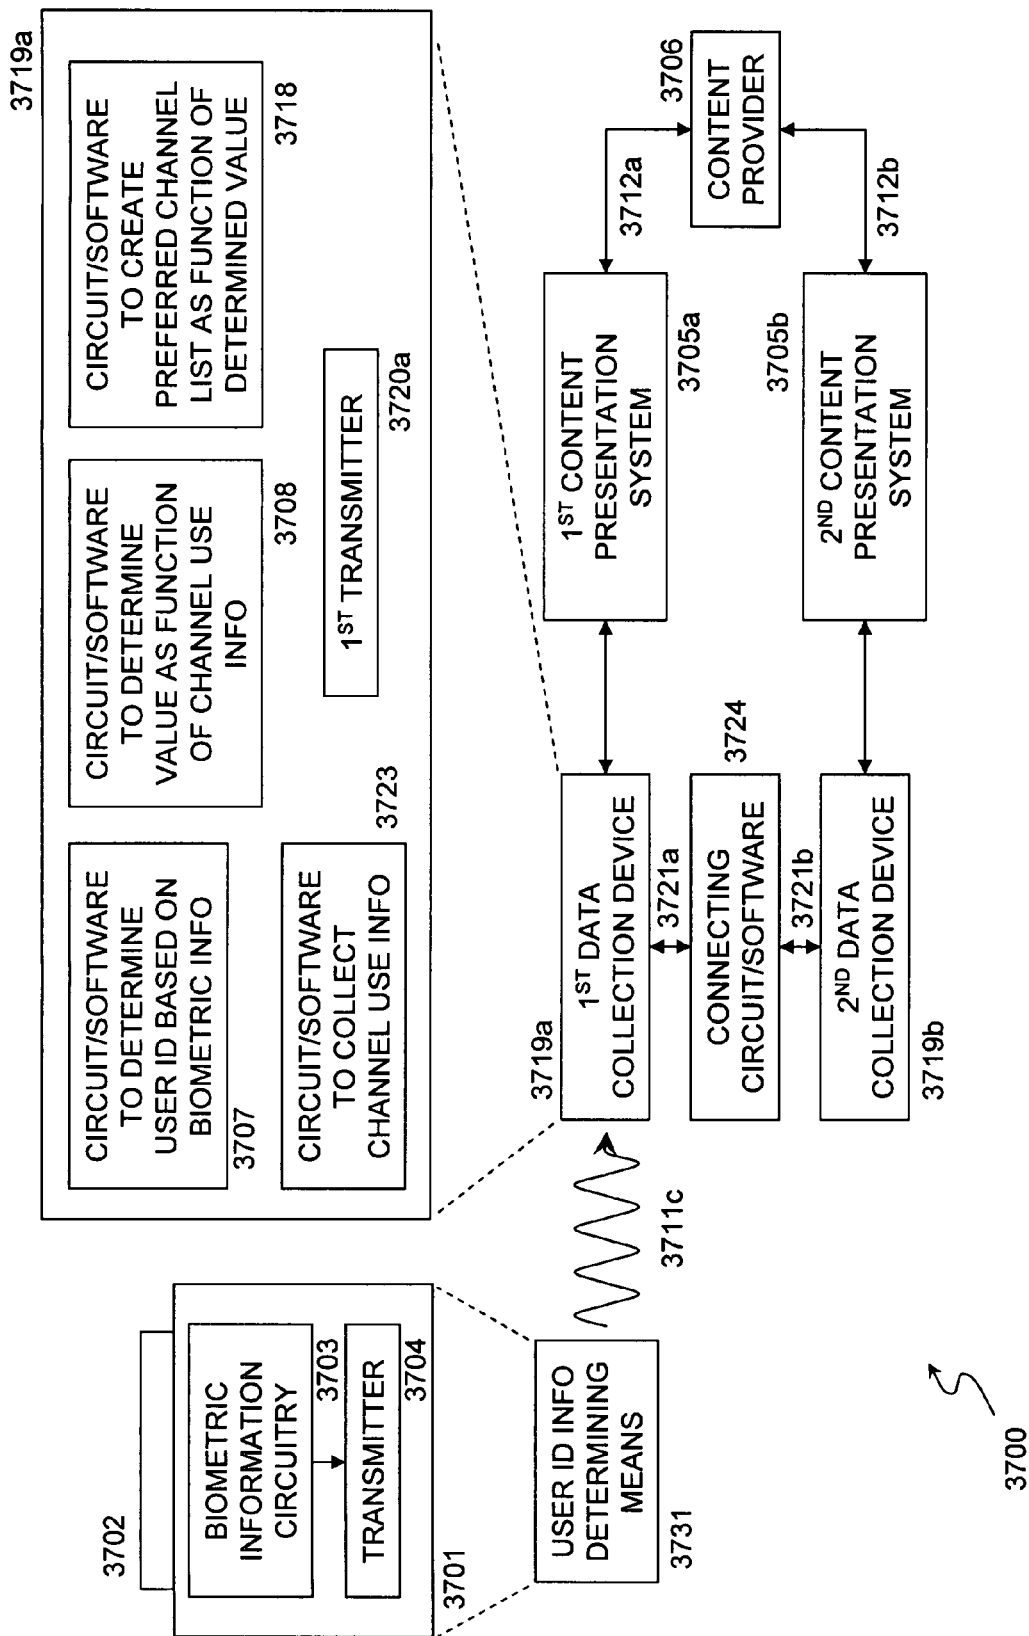 3702
BIOMETRIC
INFORMATION
CIRCUITRY
3703
TRANSMITTER
3704
3701
USER ID INFO
DETERMINING
MEANS
3731
3711c
3700
3719a
CIRCUIT/SOFTWARE
TO DETERMINE
USER ID BASED ON
BIOMETRIC INFO
3707
CIRCUIT/SOFTWARE
TO DETERMINE
VALUE AS FUNCTION
OF CHANNEL USE
INFO
3708
CIRCUIT/SOFTWARE
TO CREATE
PREFERRED CHANNEL
LIST AS FUNCTION OF
DETERMINED VALUE
3718
CIRCUIT/SOFTWARE
TO COLLECT
CHANNEL USE INFO
3723
1ST TRANSMITTER
3720a
3719a
1ST DATA
COLLECTION DEVICE
3721a
CONNECTING
CIRCUIT/SOFTWARE
3724
3721b
2ND DATA
COLLECTION DEVICE
3719b
1ST CONTENT
PRESENTATION
SYSTEM
3705a
2ND CONTENT
PRESENTATION
SYSTEM
3705b
3712a
CONTENT
PROVIDER
3706
3712b